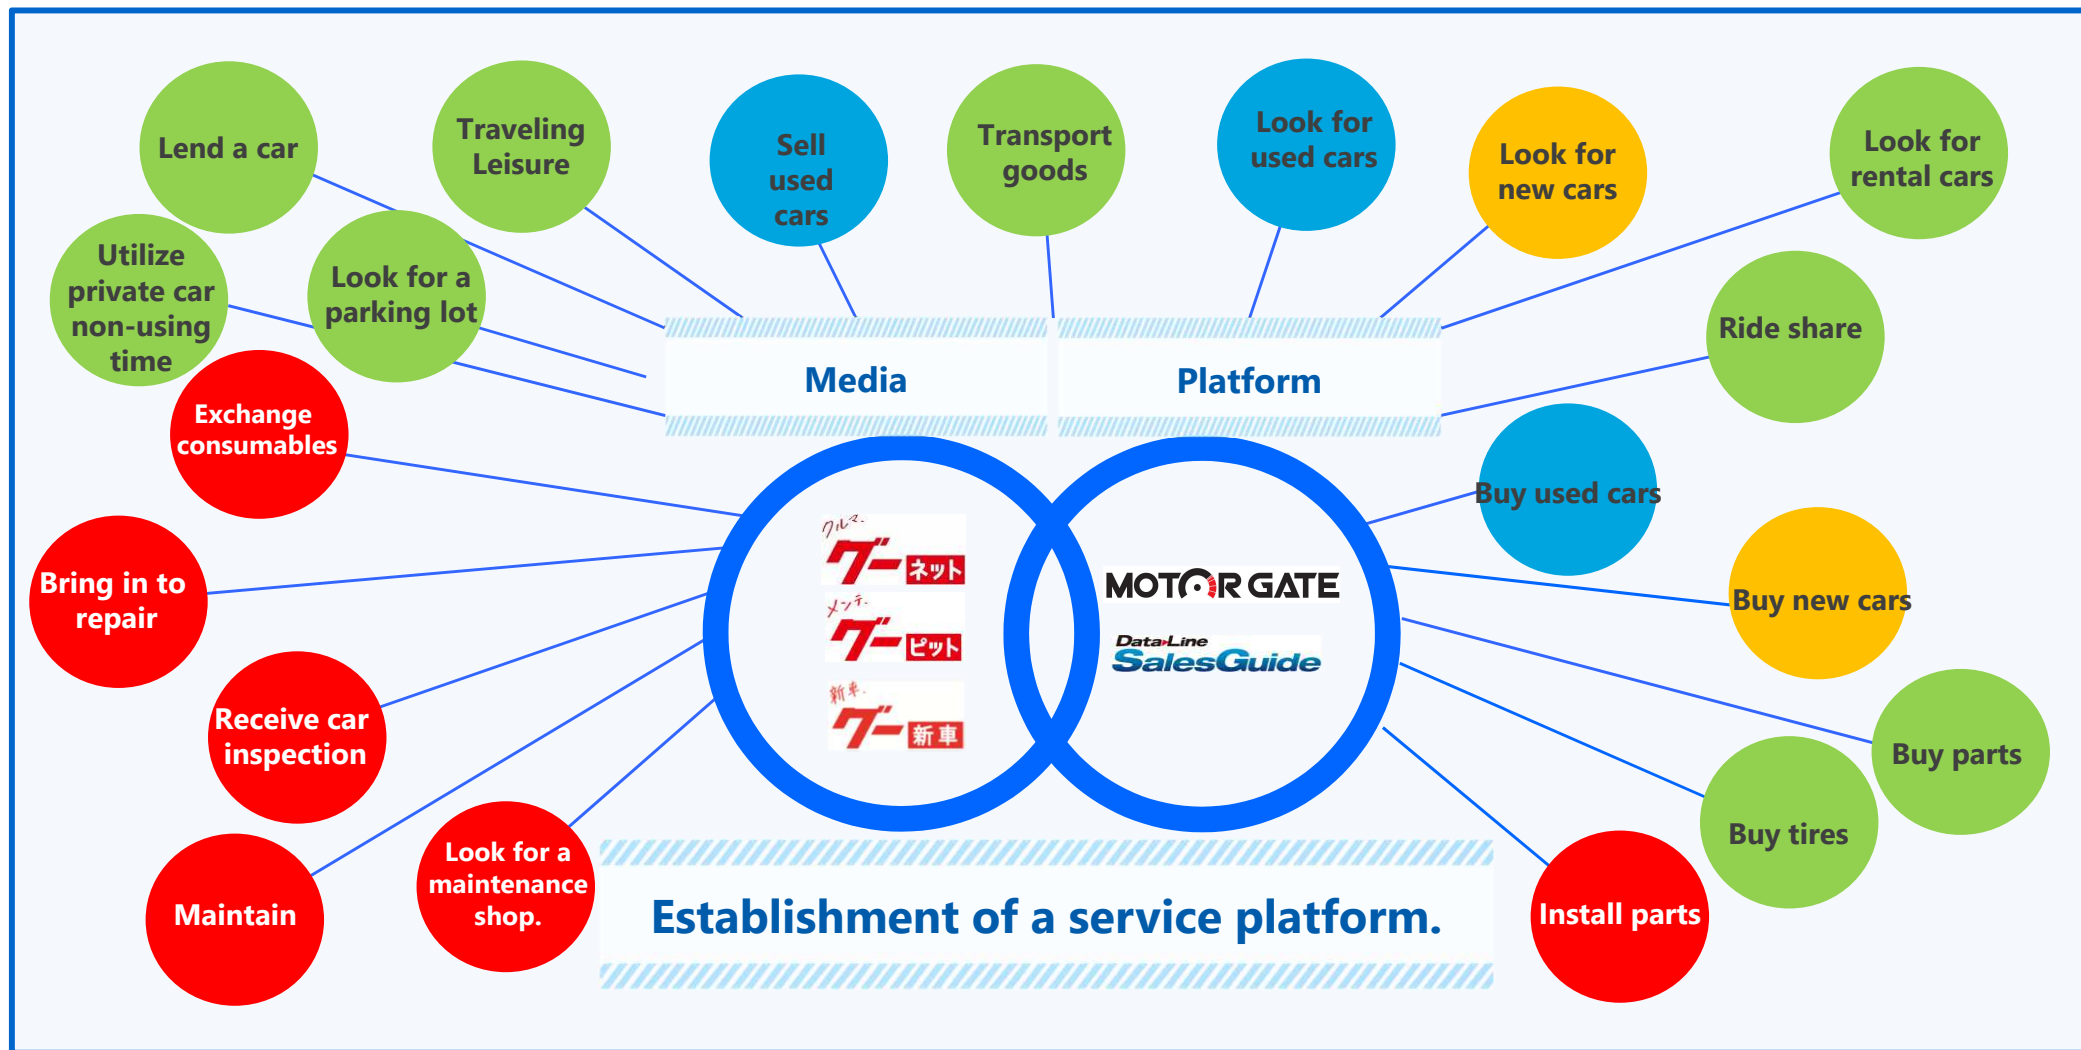 Lend a car
Traveling
Leisure
Sell
used
cars
Transport
goods
Look for
used cars
Look for
new cars
Look for
rental cars
Utilize
private car
non-using
time
Look for a
parking lot
Ride share
Media
Platform
Exchange
consumables
Buy used cars
クルマ.
グーネット
MOTOR GATE
Bring in to
repair
Buy new cars
メンテ.
グーピット
Data Line
SalesGuide
新車.
グー新車
Receive car
inspection
Buy parts
Buy tires
Look for a
maintenance
shop.
Maintain
Establishment of a service platform.
Install parts